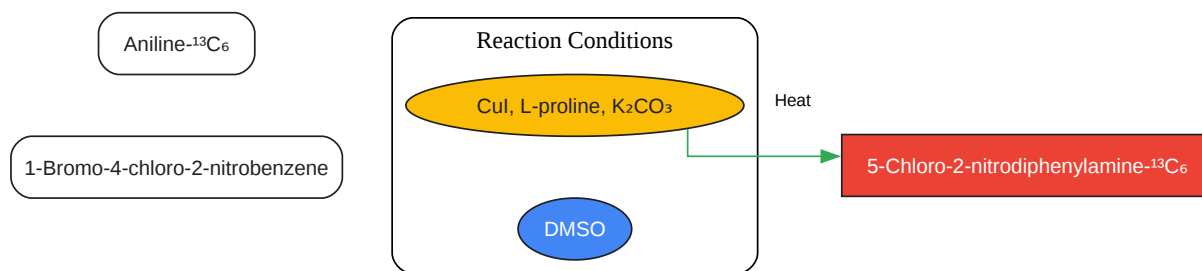 Aniline-¹³C₆
1-Bromo-4-chloro-2-nitrobenzene
Reaction Conditions
CuI, L-proline, K₂CO₃
DMSO
Heat
5-Chloro-2-nitrodiphenylamine-¹³C₆